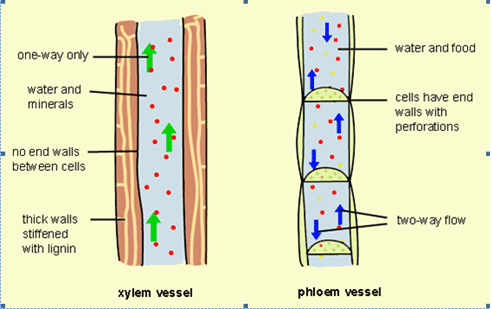 one-way only
water and
minerals
no end walls
between cells
thick walls
stiffened
with lignin
xylem vessel
water and food
cells have end
walls with
perforations
two-way flow
phloem vessel